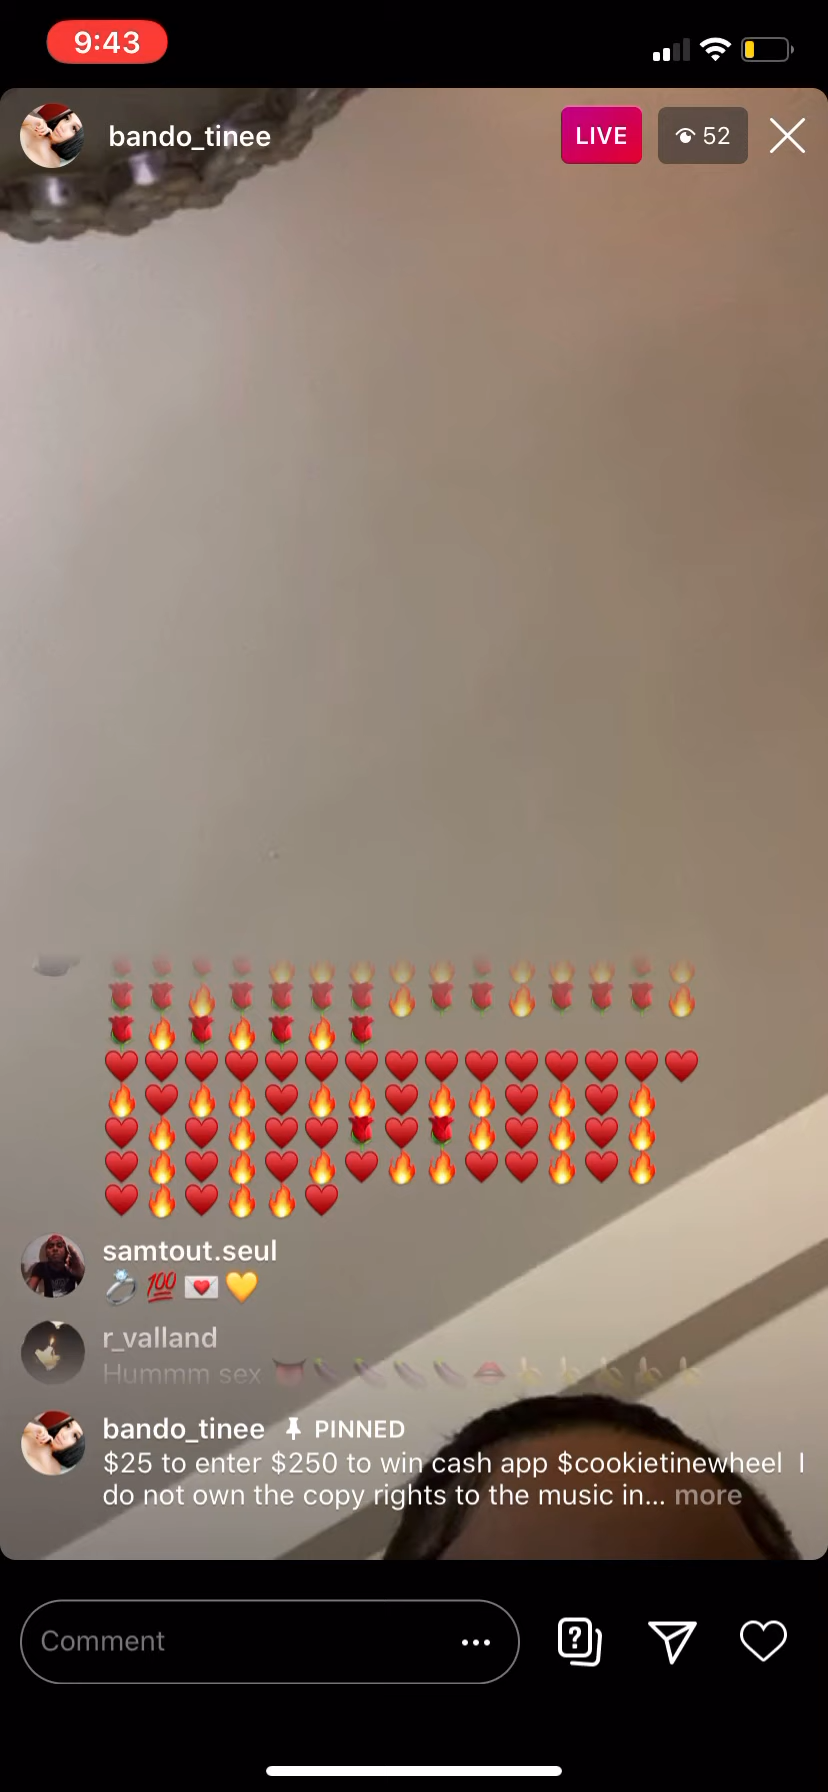 9:43
bando_tinee
LIVE
52
samtout.seul
💯
r_valland
Hummm sex
bando_tinee PINNED
$25 to enter $250 to win cash app $cookietinewheel I
do not own the copy rights to the music in... more
Comment